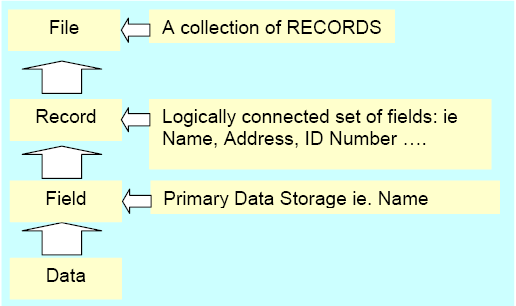 File
A collection of RECORDS
Record
Logically connected set of fields: ie
Name, Address, ID Number ….
Field
Primary Data Storage ie. Name
Data